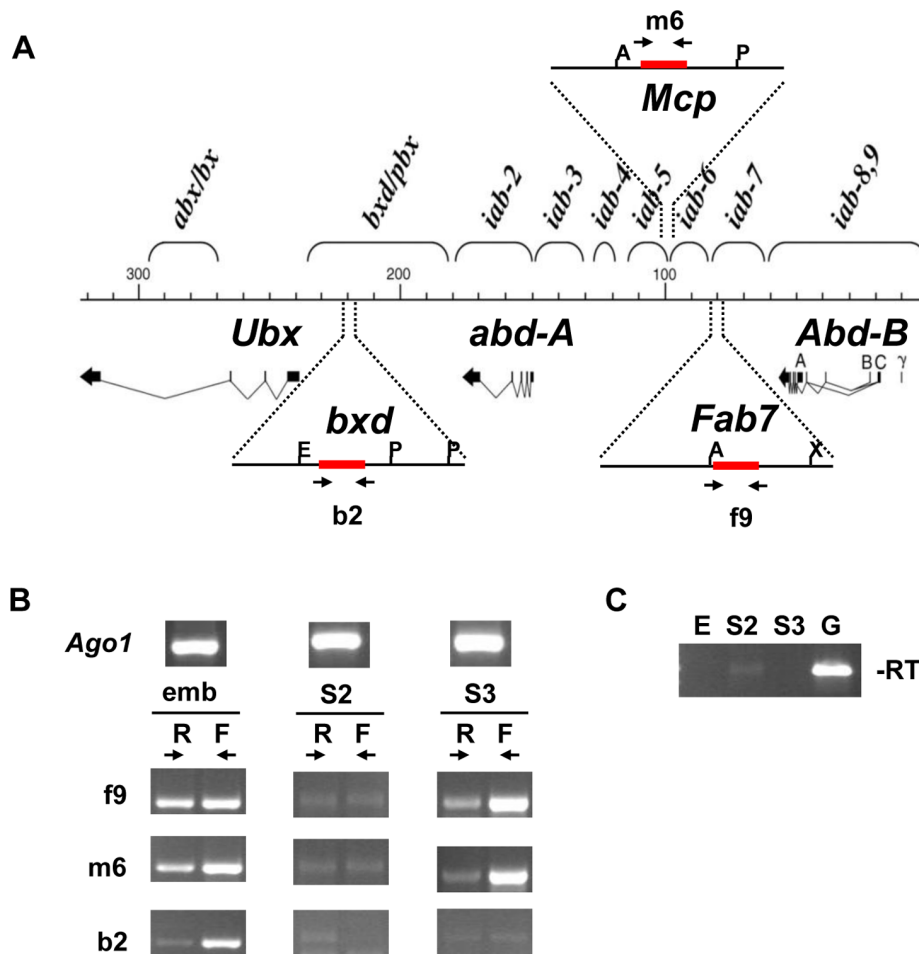 A
m6
A P
Mcp
abx/bx bxd/pbx iab-2 iab-3 iab-4 iab-5 iab-6 iab-7 iab-8,9
300 200 100
Ubx abd-A Abd-B
A B C γ
bxd Fab7
E P P A X
b2 f9
B C
E S2 S3 G
Ago1
-RT
emb S2 S3
R F R F R F
f9
m6
b2